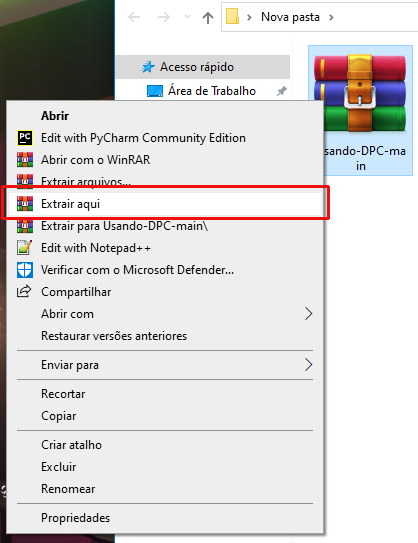 Nova pasta
Acesso rápido
Área de Trabalho
sando-DPC-m
ain
Abrir
PC
Edit with PyCharm Community Edition
Abrir com o WinRAR
Extrair arquivos...
Extrair aqui
Extrair para Usando-DPC-main\
Edit with Notepad++
Verificar com o Microsoft Defender...
Compartilhar
Abrir com
Restaurar versões anteriores
Enviar para
Recortar
Copiar
Criar atalho
Excluir
Renomear
Propriedades